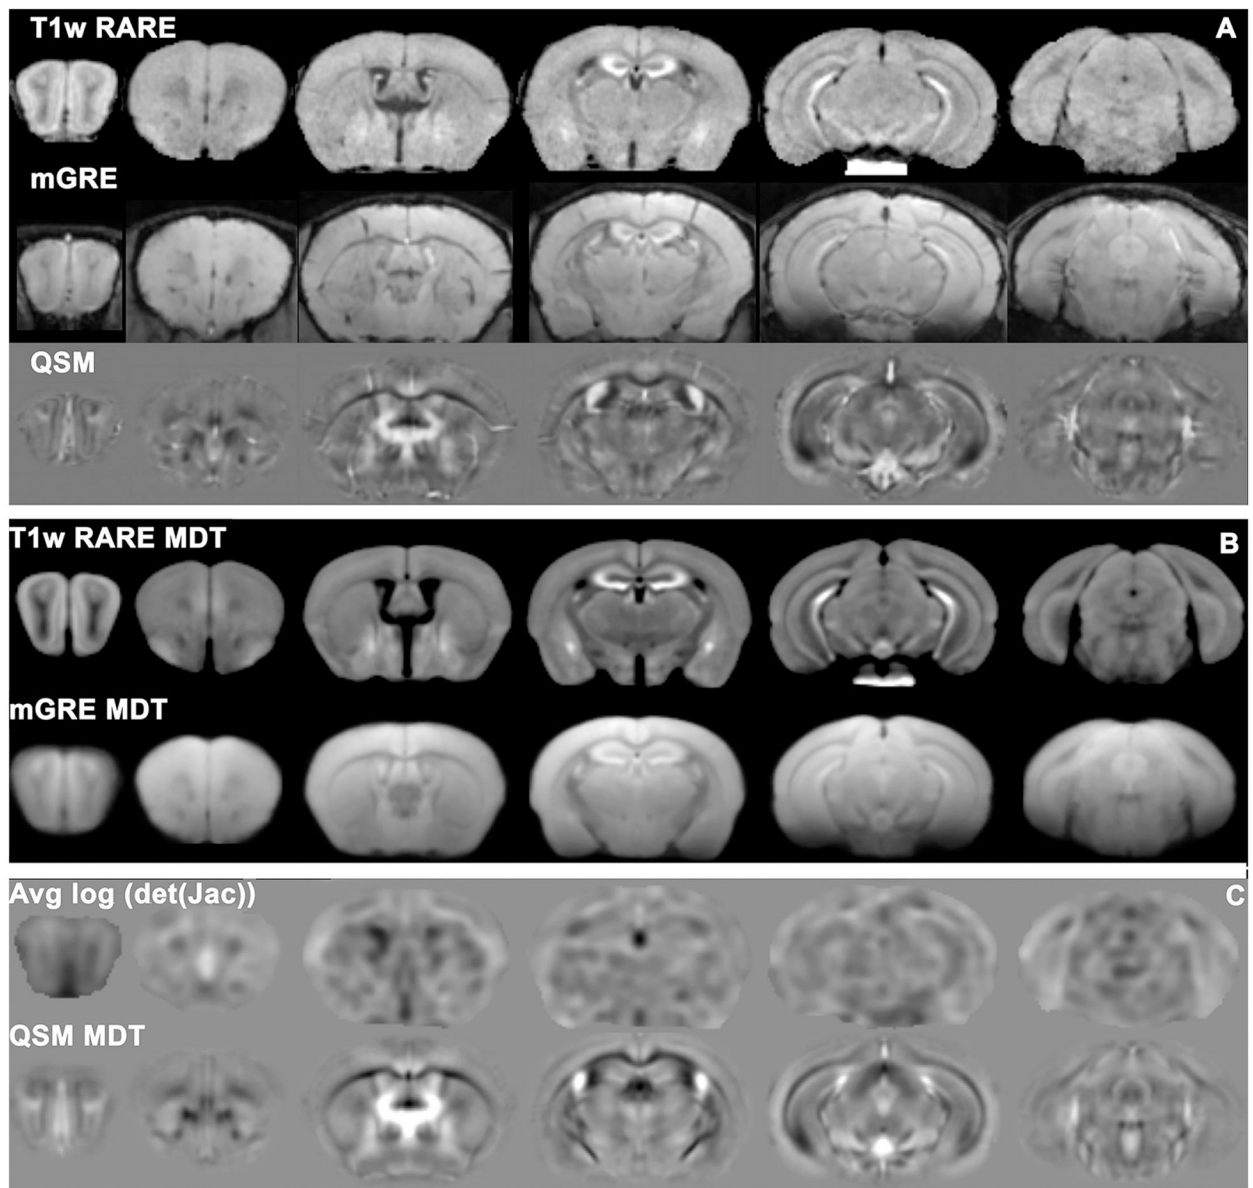 T1w RARE
A
mGRE
QSM
T1w RARE MDT
B
mGRE MDT
Avg log (det(Jac))
C
QSM MDT